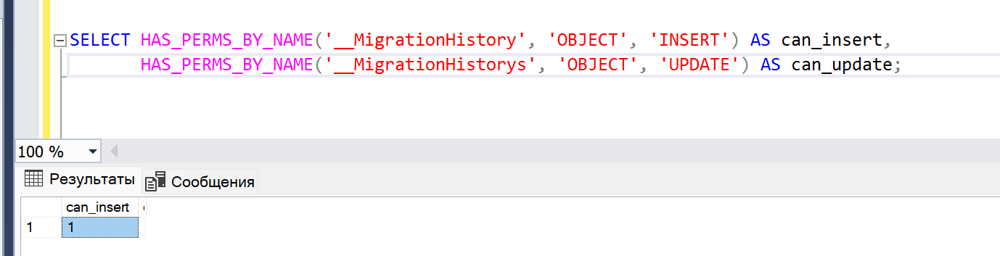 SELECT HAS_PERMS_BY_NAME('__MigrationHistory', 'OBJECT', 'INSERT') AS can_insert,
HAS_PERMS_BY_NAME('__MigrationHistorys', 'OBJECT', 'UPDATE') AS can_update;
100 %
Результаты Сообщения
can_insert
1 1